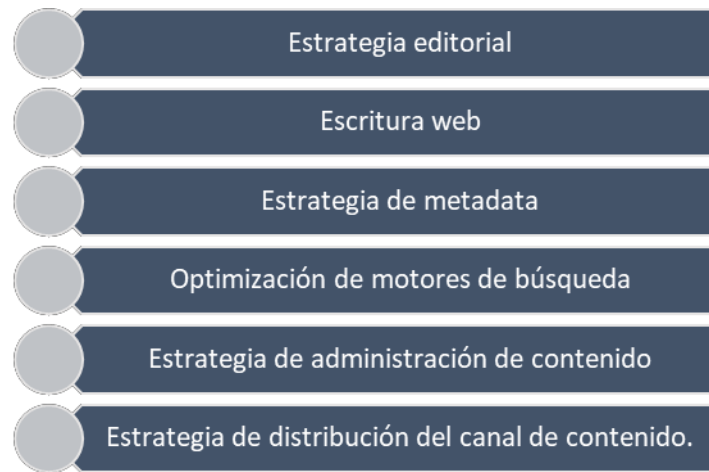 Estrategia editorial
Escritura web
Estrategia de metadata
Optimización de motores de búsqueda
Estrategia de administración de contenido
Estrategia de distribución del canal de contenido.